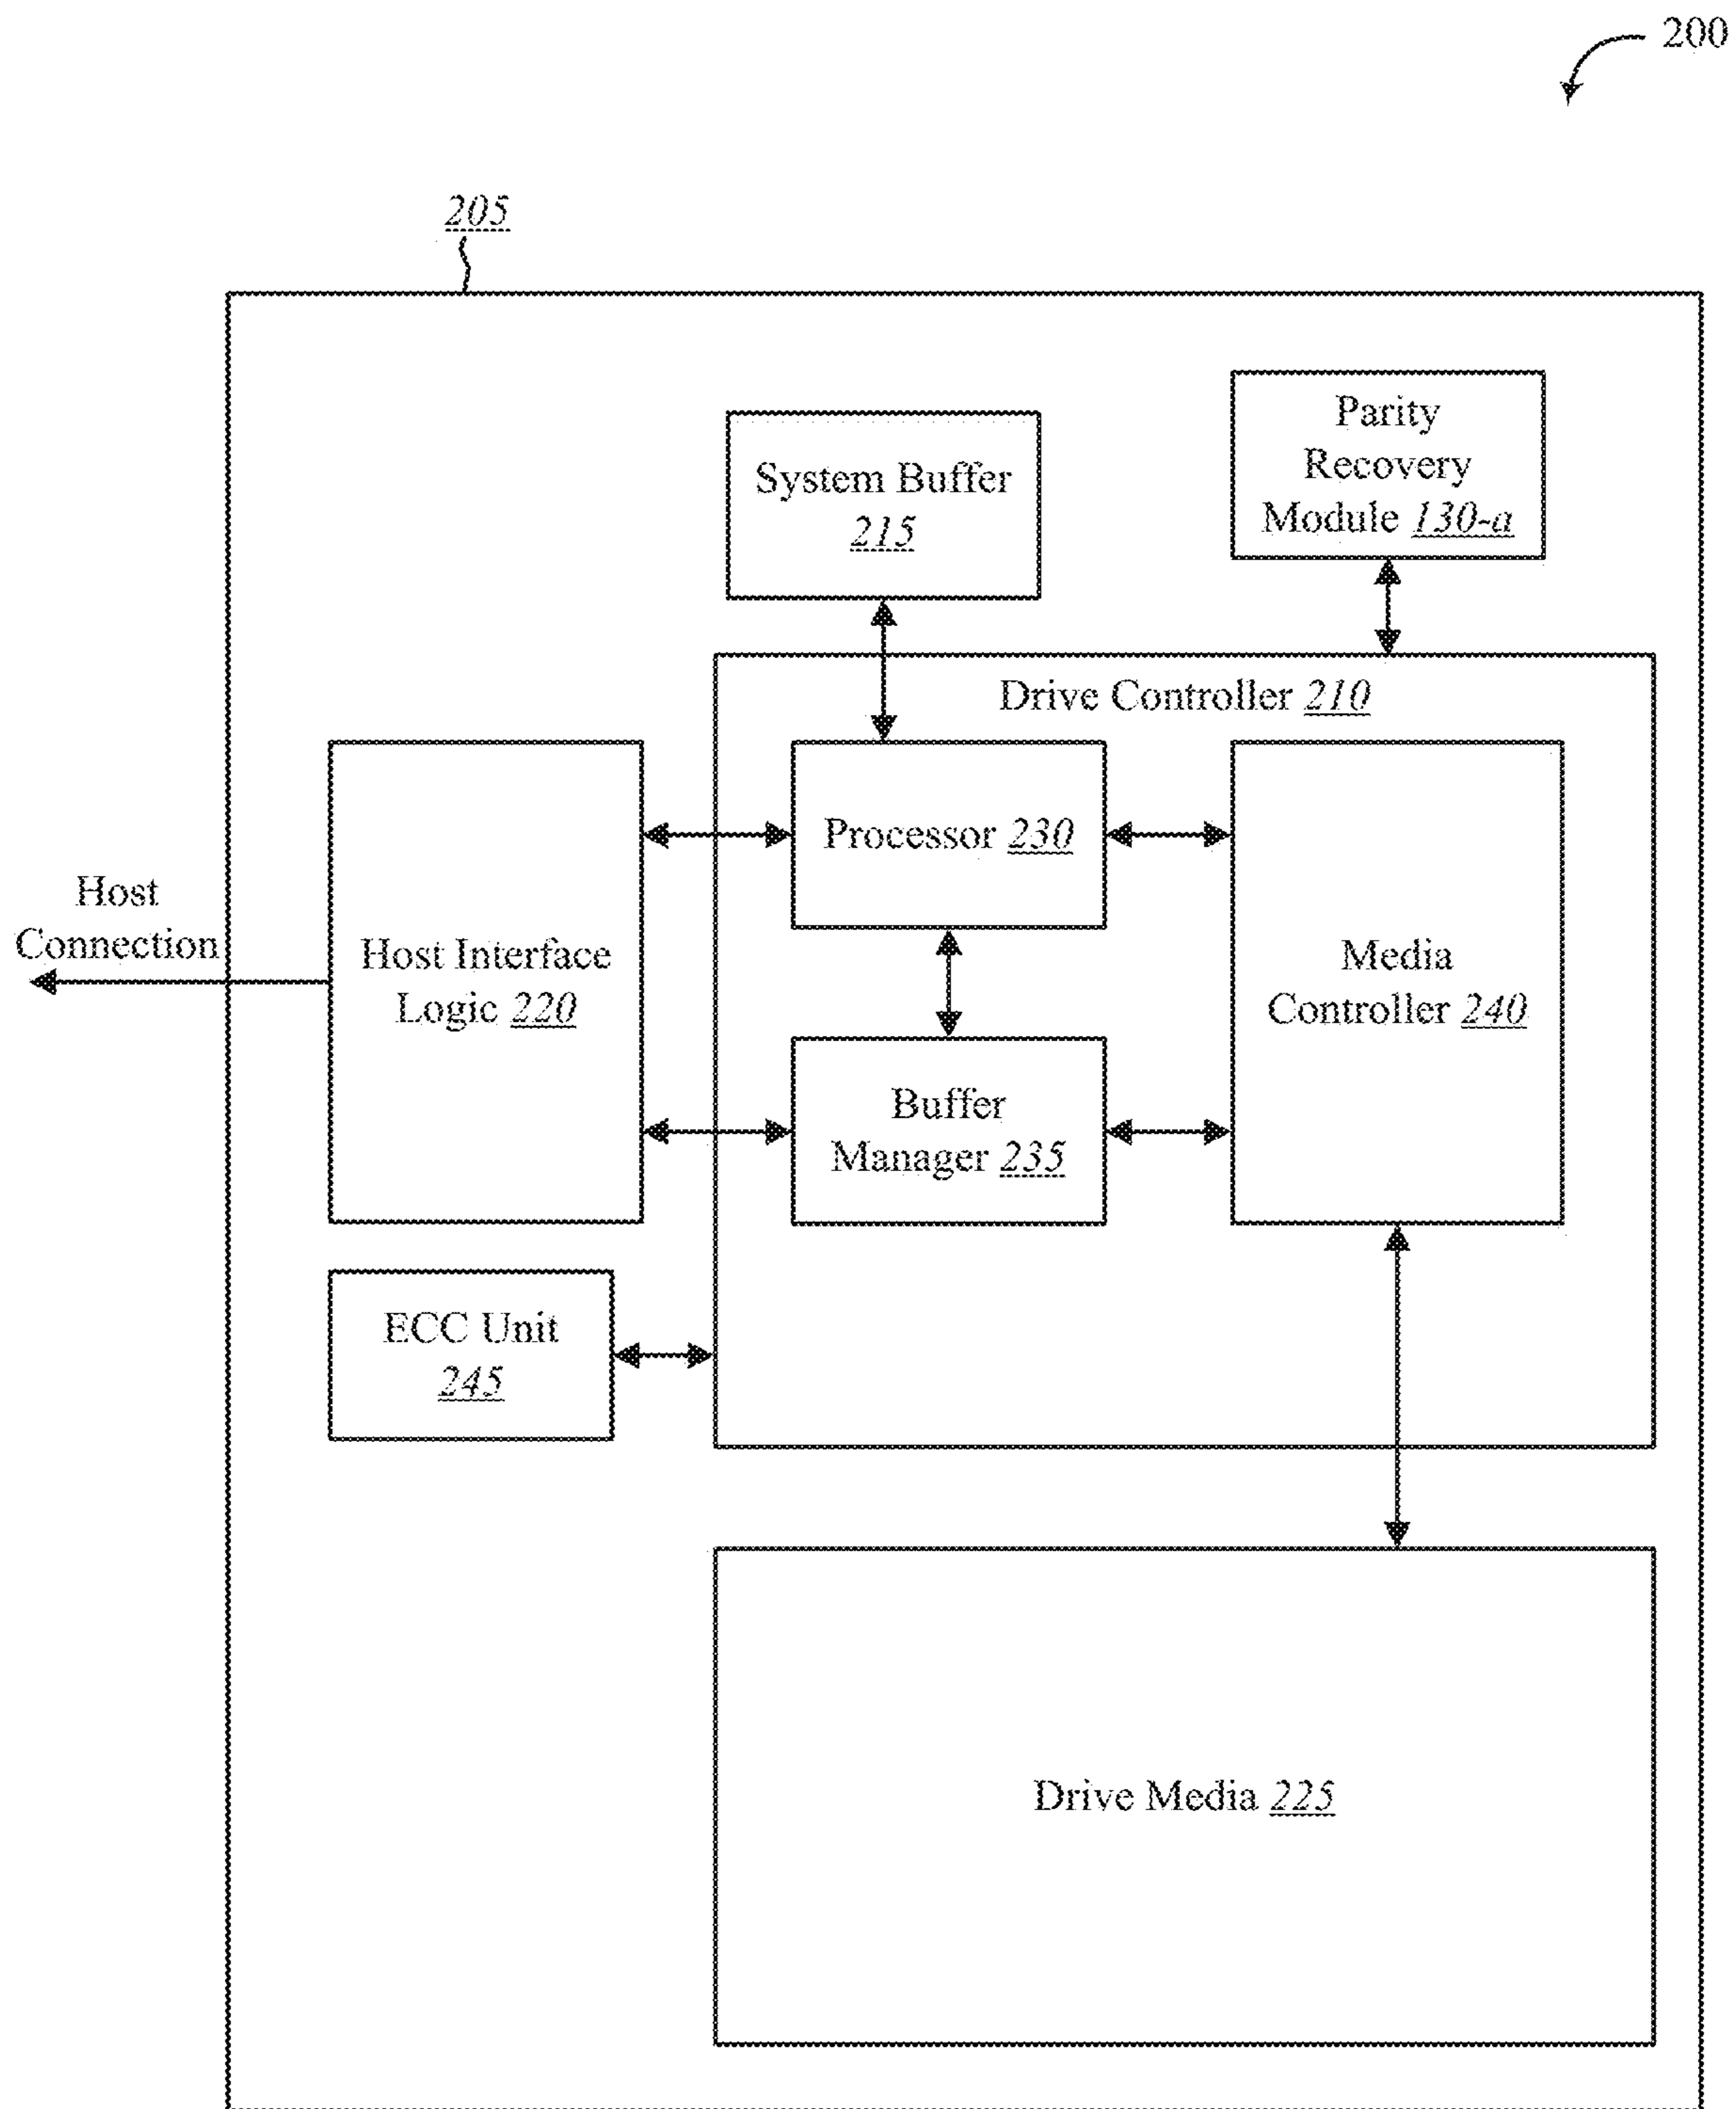 200
205
Parity
Recovery
Module 130-a
System Buffer
215
Drive Controller 210
Processor 230
Host
Connection
Host Interface
Logic 220
Media
Controller 240
Buffer
Manager 235
ECC Unit
245
Drive Media 225